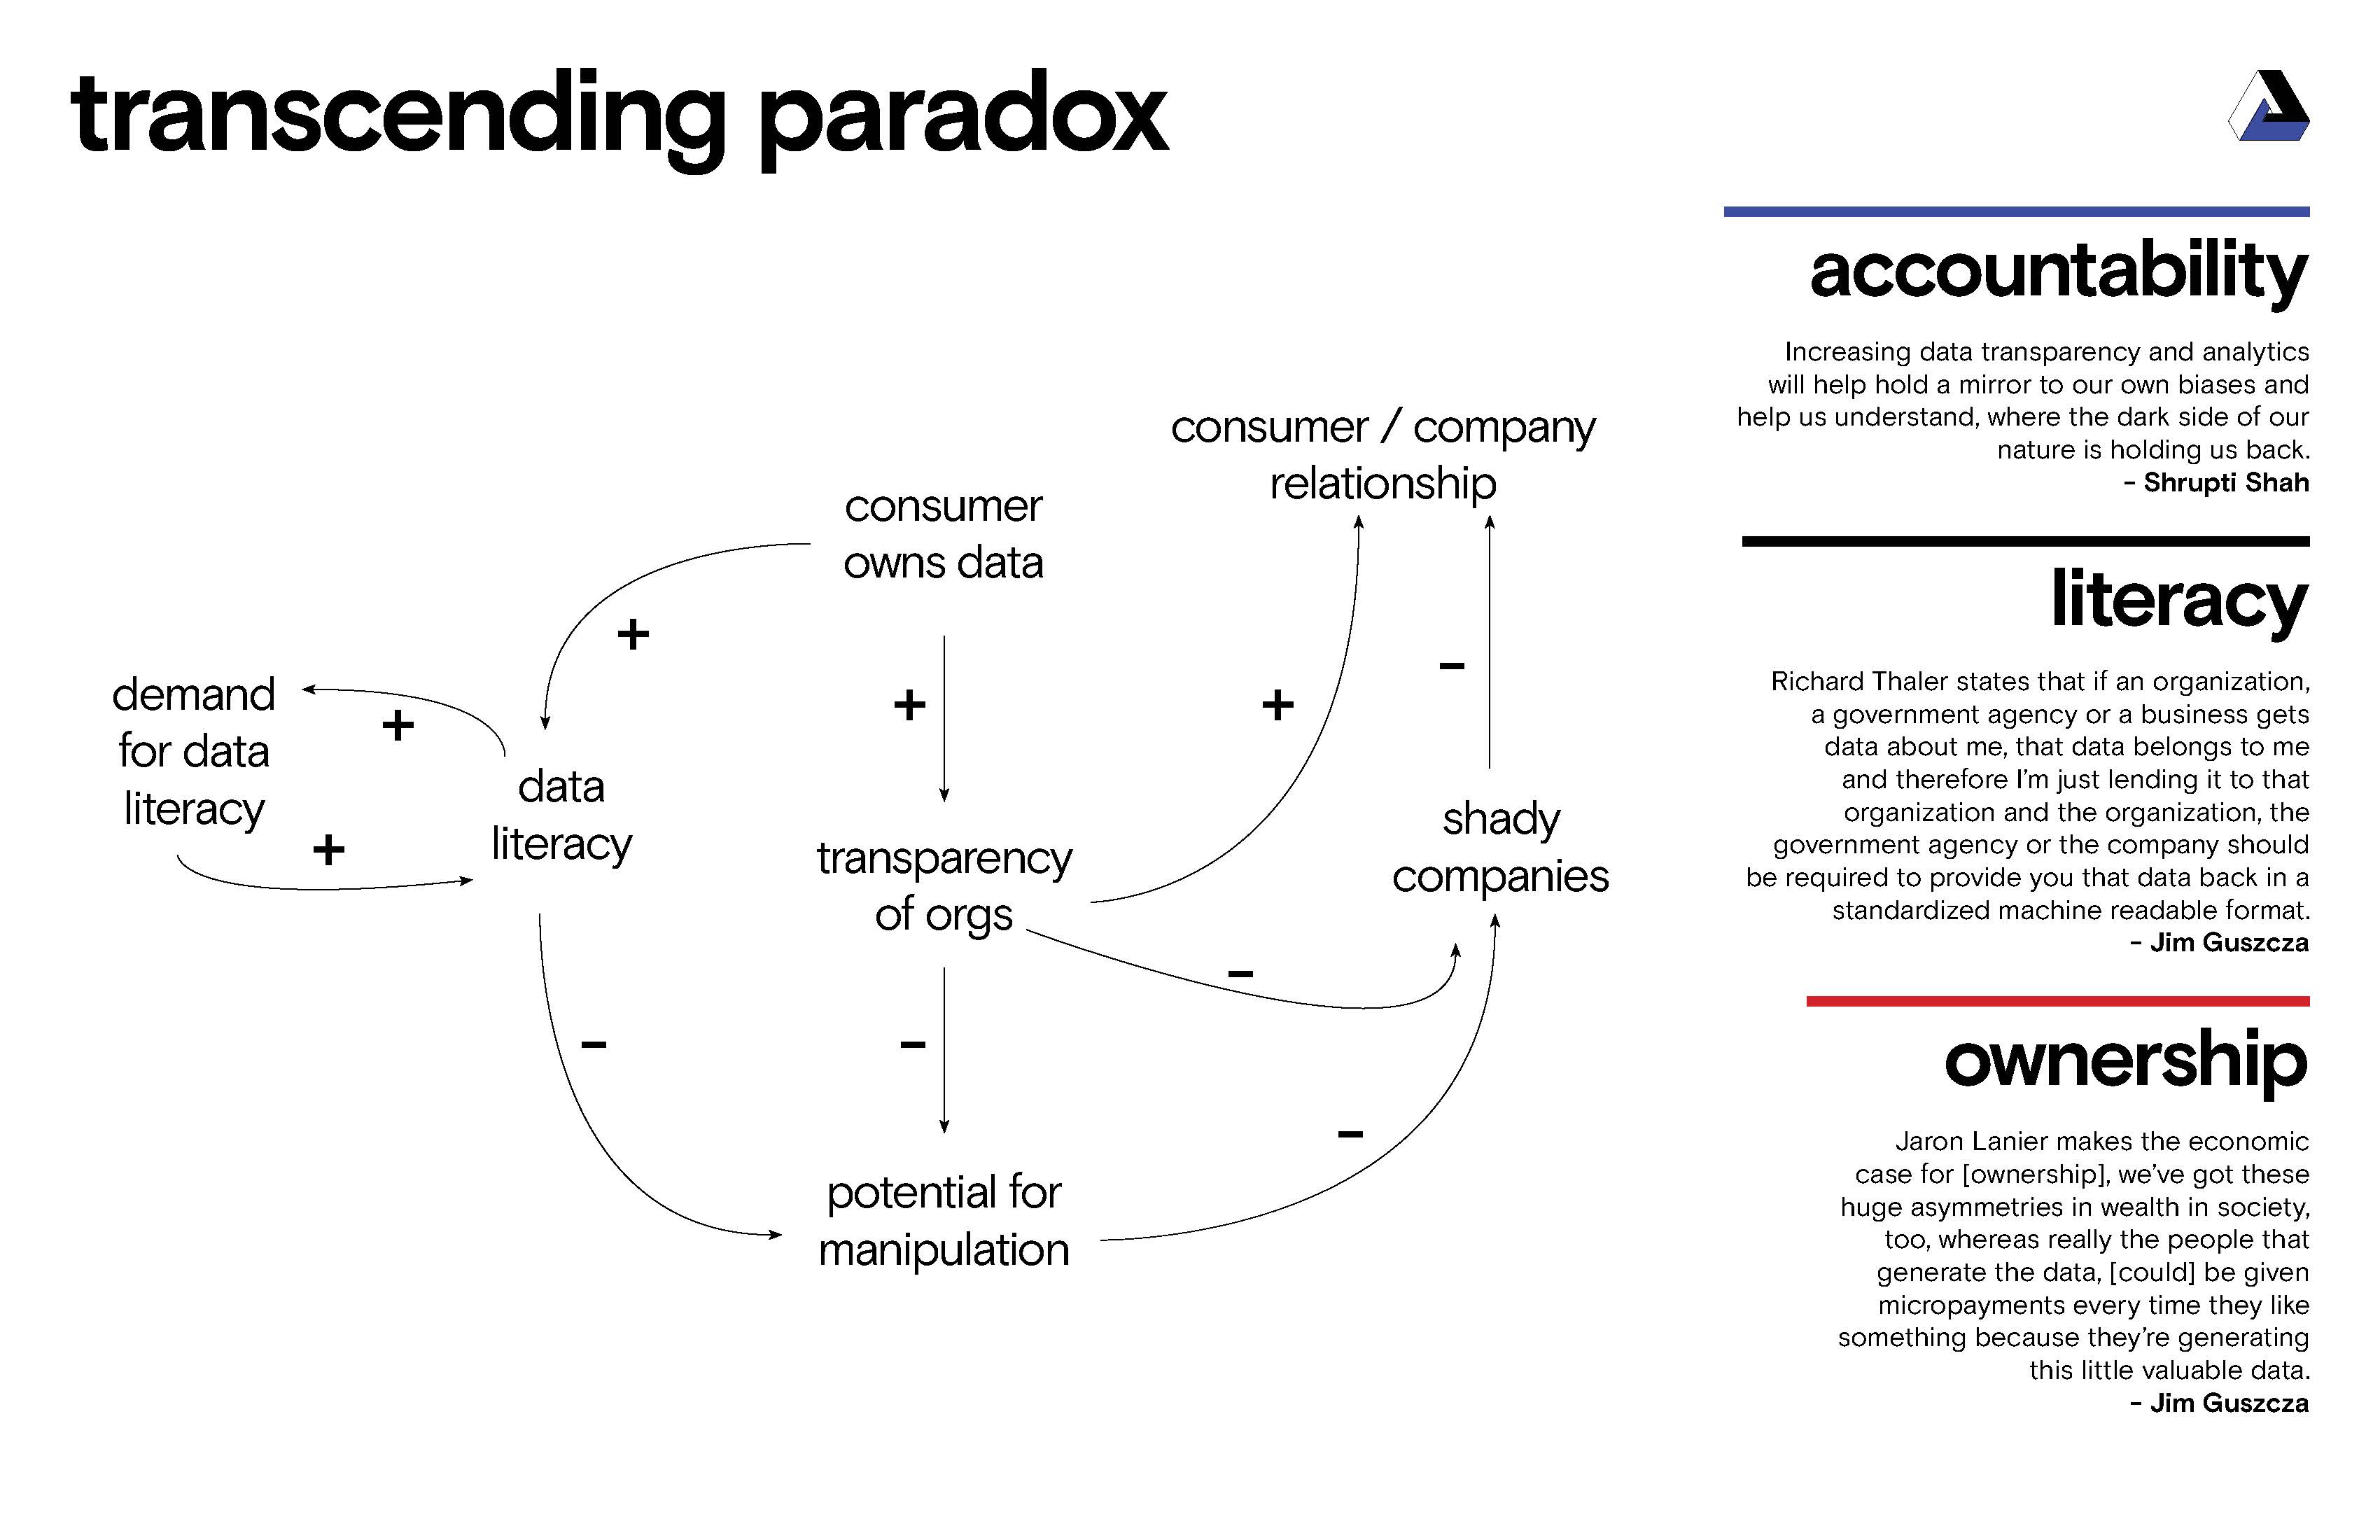 transcending paradox
consumer / company
relationship
consumer
owns data
+
demand
for data
literacy
+
+
data
literacy
+
transparency
of orgs
+
–
shady
companies
–
–
–
–
potential for
manipulation
accountability
Increasing data transparency and analytics
will help hold a mirror to our own biases and
help us understand, where the dark side of our
nature is holding us back.
– Shrupti Shah
literacy
Richard Thaler states that if an organization,
a government agency or a business gets
data about me, that data belongs to me
and therefore I’m just lending it to that
organization and the organization, the
government agency or the company should
be required to provide you that data back in a
standardized machine readable format.
– Jim Guszcza
ownership
Jaron Lanier makes the economic
case for [ownership], we’ve got these
huge asymmetries in wealth in society,
too, whereas really the people that
generate the data, [could] be given
micropayments every time they like
something because they’re generating
this little valuable data.
– Jim Guszcza